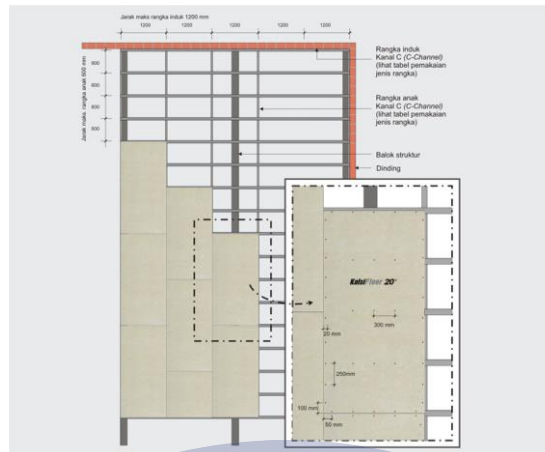 Jarak maks rangka induk 1200 mm
1200 1200 1200 1200 1200
Jarak maks. rangka anak 600 mm
600
600
600
600
Rangka induk
Kanal C (C-Channel)
(lihat tabel pemakaian
jenis rangka)
Rangka anak
Kanal C (C-Channel)
(lihat tabel pemakaian
jenis rangka)
Balok struktur
Dinding
KalsiFloor 20
300 mm
20 mm
250mm
100 mm
50 mm